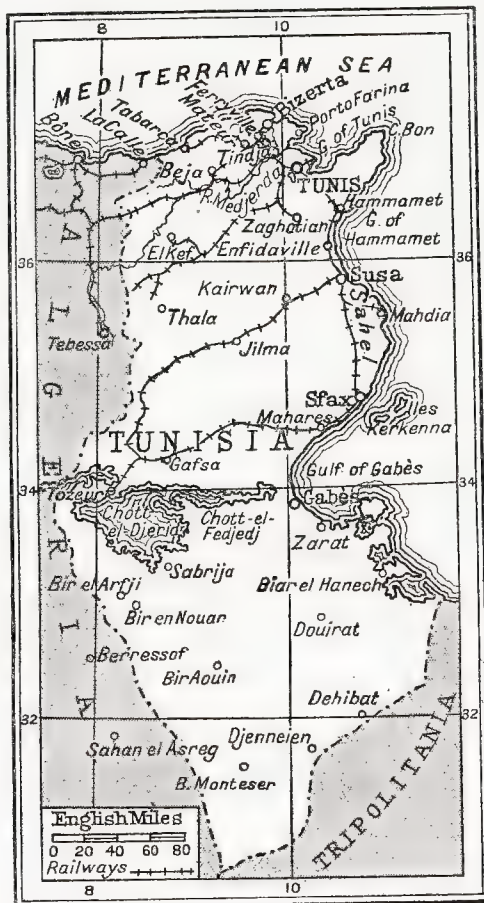 8
10
MEDITERRANEAN SEA
Bizerta
Ferryville
Mateur
Porto Farina
Tabarca
La Calle
Bône
Tindja
G. of Tunis
C. Bon
Beja
R. Medjerda
TUNIS
Hammamet
G. of
Hammamet
Zaghouan
El Kef
Enfidaville
36
36
Kairwan
Susa
Thala
Sahel
Mahdia
Tebessa
Jilma
Sfax
Iles
Kerkenna
Mahares
TUNISIA
Gafsa
Gulf of Gabès
34
34
Tozeur
Gabès
Chott
el-Djerid
Chott-el-
Fedjedj
Zarat
Sabrija
Bir el Arfji
Biar el Hanech
Bir en Nouar
Douirat
Berressof
Bir Aouin
Dehibat
32
32
Sahan el Asreg
Djenneien
B. Monteser
ALGERIA
TRIPOLITANIA
English Miles
0 20 40 60 80
Railways
8
10